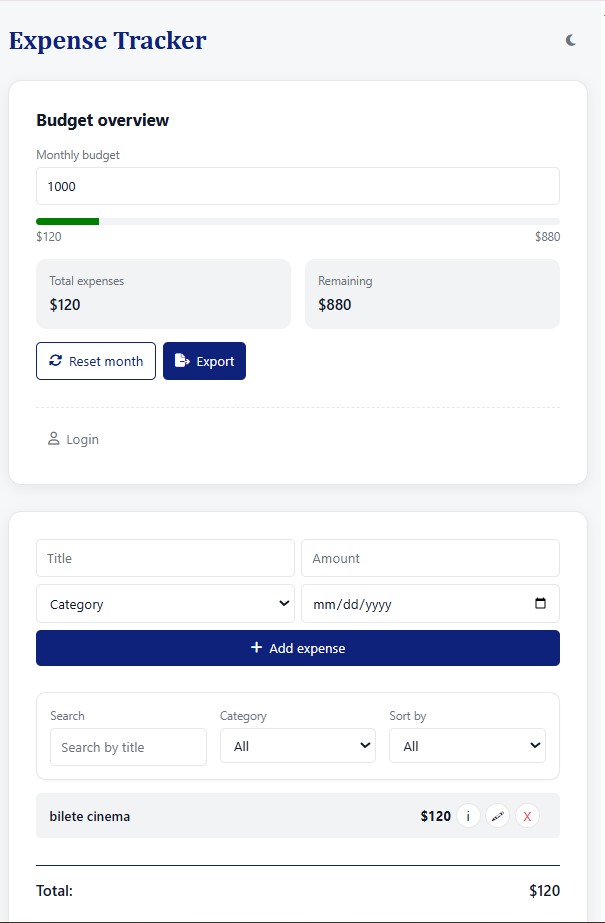 Expense Tracker
Budget overview
Monthly budget
1000
$120 $880
Total expenses Remaining
$120 $880
Reset month Export
Login
Title Amount
Category mm/dd/yyyy
+ Add expense
Search Category Sort by
Search by title All All
bilete cinema $120 i X
Total: $120